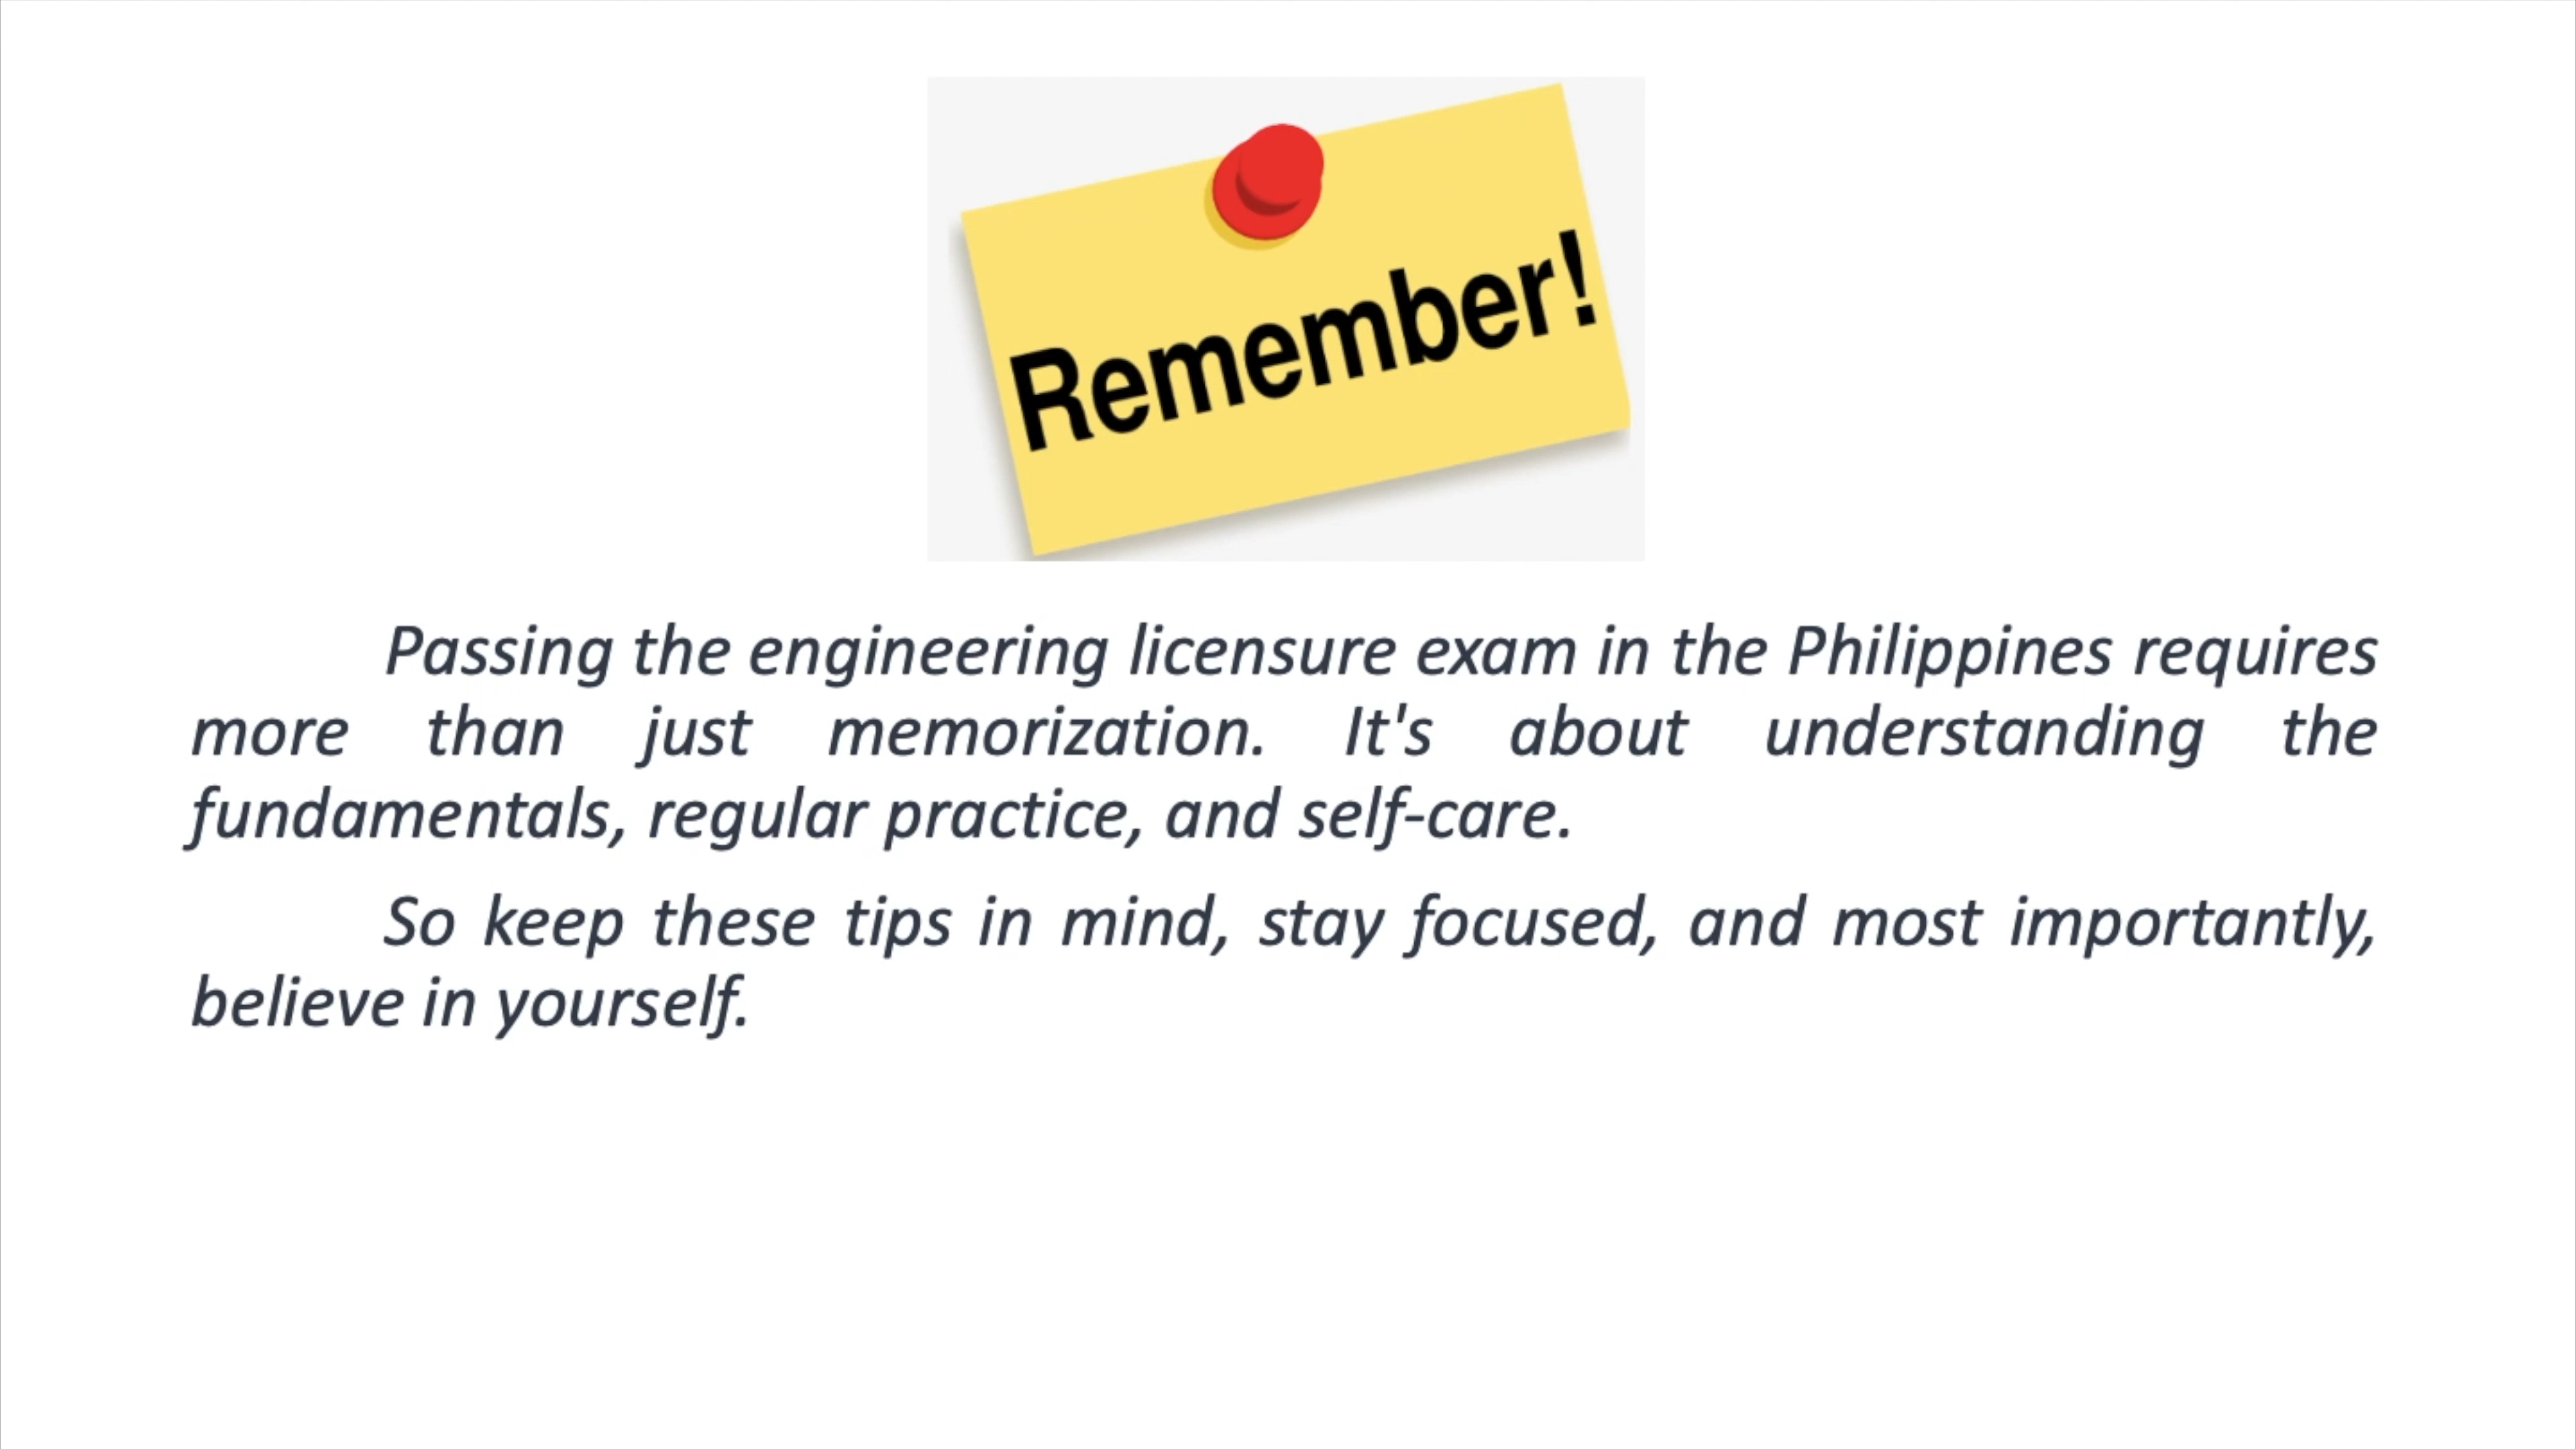 Remember!
Passing the engineering licensure exam in the Philippines requires
more than just memorization. It's about understanding the
fundamentals, regular practice, and self-care.
So keep these tips in mind, stay focused, and most importantly,
believe in yourself.